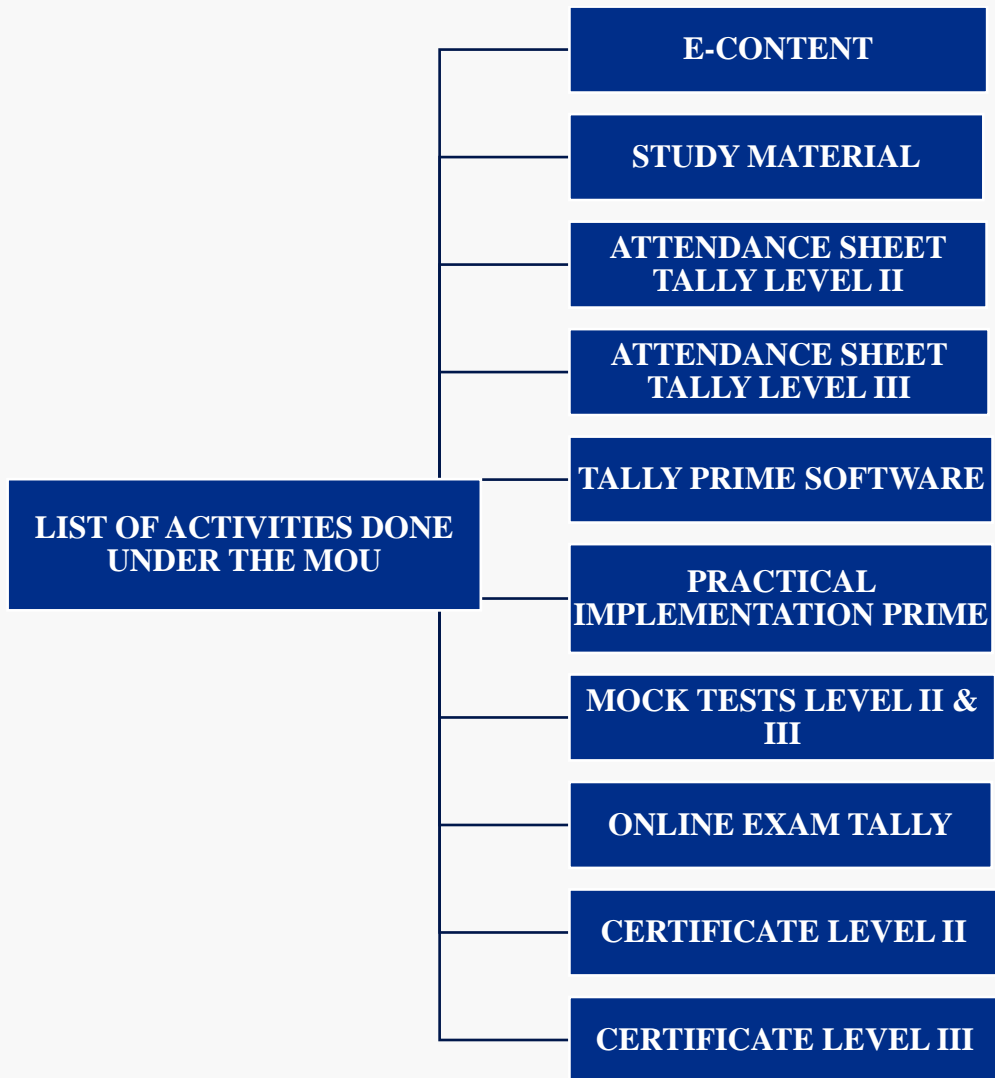 E-CONTENT
STUDY MATERIAL
ATTENDANCE SHEET
TALLY LEVEL II
ATTENDANCE SHEET
TALLY LEVEL III
TALLY PRIME SOFTWARE
LIST OF ACTIVITIES DONE
UNDER THE MOU
PRACTICAL
IMPLEMENTATION PRIME
MOCK TESTS LEVEL II &
III
ONLINE EXAM TALLY
CERTIFICATE LEVEL II
CERTIFICATE LEVEL III